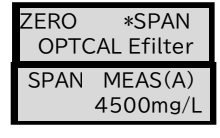 ZERO *SPAN
OPTCAL Efilter
SPAN MEAS(A)
4500mg/L